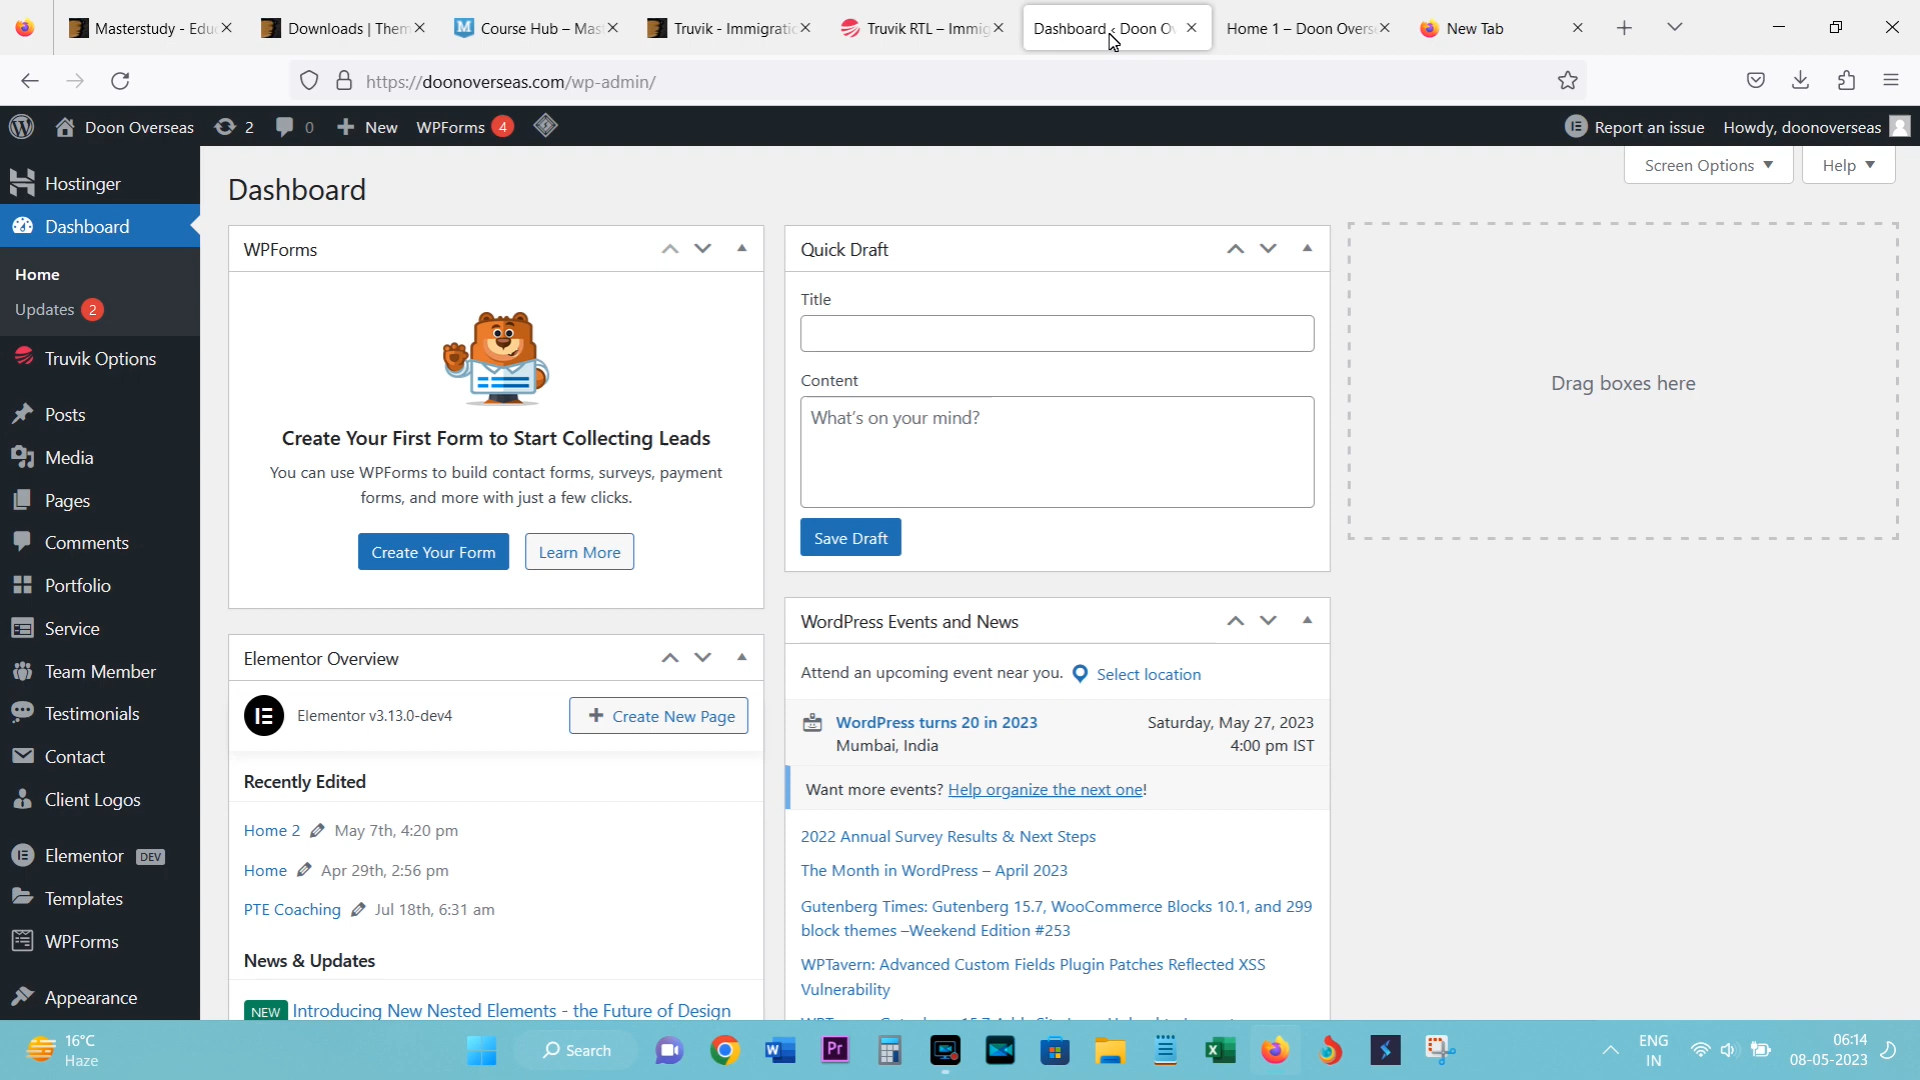 Masterstudy - Edu
Downloads | Them
Course Hub – Mas
Truvik - Immigratio
Truvik RTL – Immig
Dashboard ‹ Doon O
Home 1 – Doon Overse
New Tab
https://doonoverseas.com/wp-admin/
Doon Overseas
2
0
New
WPForms 4
Report an issue
Howdy, doonoverseas
Screen Options
Help
Hostinger
Dashboard
Home
Updates 2
Truvik Options
Posts
Media
Pages
Comments
Portfolio
Service
Team Member
Testimonials
Contact
Client Logos
Elementor DEV
Templates
WPForms
Appearance
Dashboard
WPForms
Create Your First Form to Start Collecting Leads
You can use WPForms to build contact forms, surveys, payment
forms, and more with just a few clicks.
Create Your Form
Learn More
Elementor Overview
Elementor v3.13.0-dev4
Create New Page
Recently Edited
Home 2 May 7th, 4:20 pm
Home Apr 29th, 2:56 pm
PTE Coaching Jul 18th, 6:31 am
News & Updates
NEW Introducing New Nested Elements - the Future of Design
Quick Draft
Title
Content
What's on your mind?
Save Draft
WordPress Events and News
Attend an upcoming event near you. Select location
WordPress turns 20 in 2023
Saturday, May 27, 2023
Mumbai, India
4:00 pm IST
Want more events? Help organize the next one!
2022 Annual Survey Results & Next Steps
The Month in WordPress – April 2023
Gutenberg Times: Gutenberg 15.7, WooCommerce Blocks 10.1, and 299
block themes –Weekend Edition #253
WPTavern: Advanced Custom Fields Plugin Patches Reflected XSS
Vulnerability
Drag boxes here
16°C
Haze
Search
ENG
IN
06:14
08-05-2023